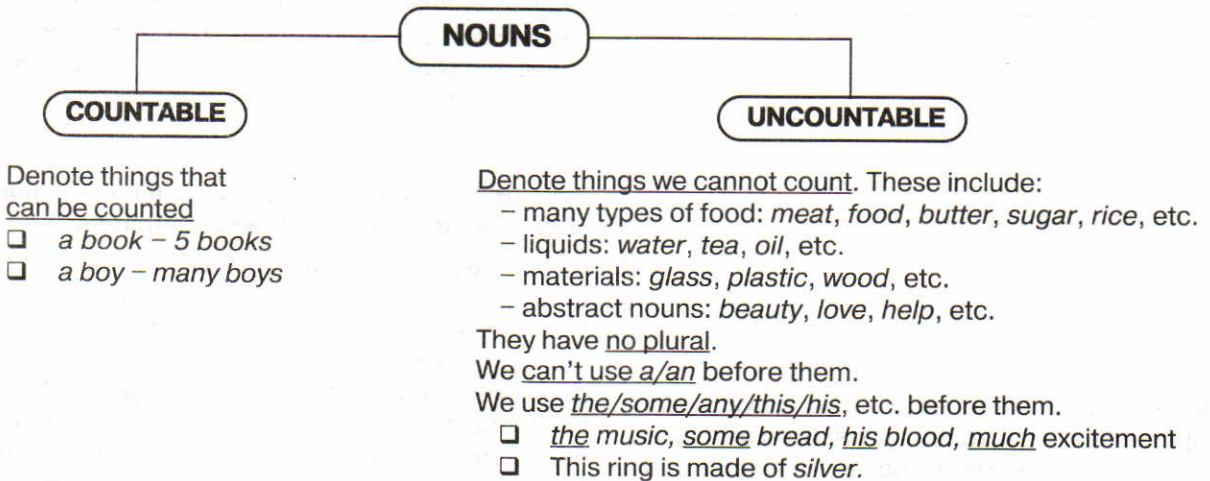 NOUNS
COUNTABLE
Denote things that
can be counted
❑ a book – 5 books
❑ a boy – many boys
UNCOUNTABLE
Denote things we cannot count. These include:
– many types of food: meat, food, butter, sugar, rice, etc.
– liquids: water, tea, oil, etc.
– materials: glass, plastic, wood, etc.
– abstract nouns: beauty, love, help, etc.
They have no plural.
We can't use a/an before them.
We use the/some/any/this/his, etc. before them.
❑ the music, some bread, his blood, much excitement
❑ This ring is made of silver.